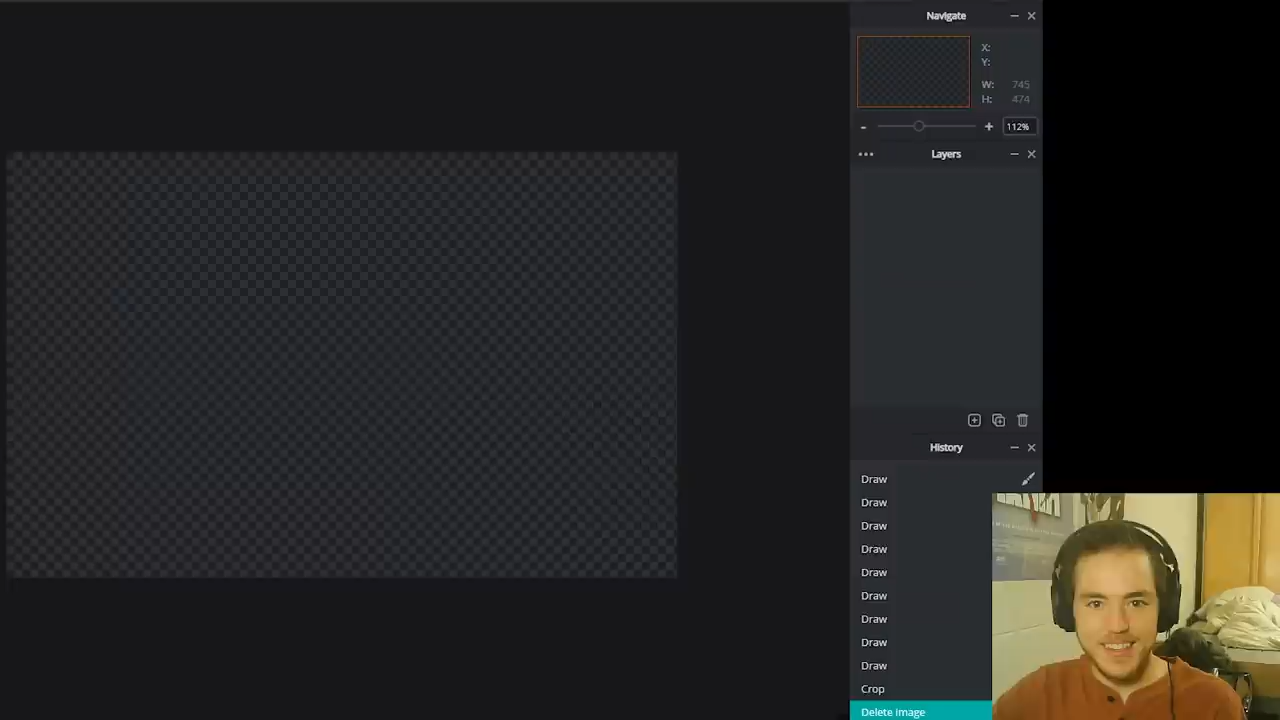 Navigate
X:
Y:
W: 745
H: 474
112%
Layers
History
Draw
Draw
Draw
Draw
Draw
Draw
Draw
Draw
Draw
Crop
Delete image